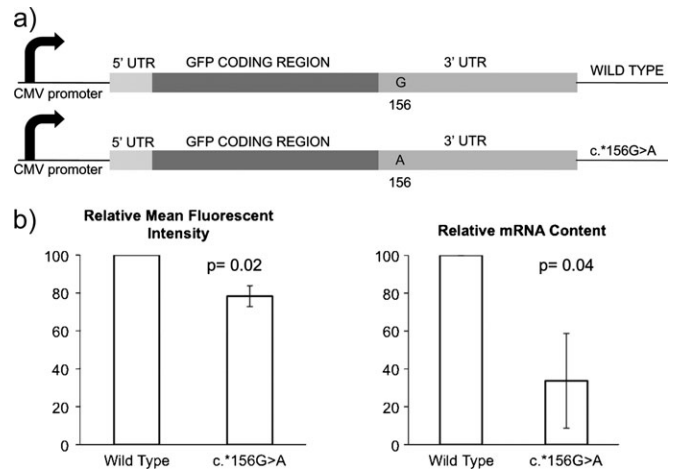 a)
5' UTR GFP CODING REGION 3' UTR
G
WILD TYPE
CMV promoter
156
5' UTR GFP CODING REGION 3' UTR
A
c.*156G>A
CMV promoter
156
b)
Relative Mean Fluorescent
Intensity
100
80
60
40
20
0
p= 0.02
Wild Type c.*156G>A
Relative mRNA Content
100
80
60
40
20
0
p= 0.04
Wild Type c.*156G>A